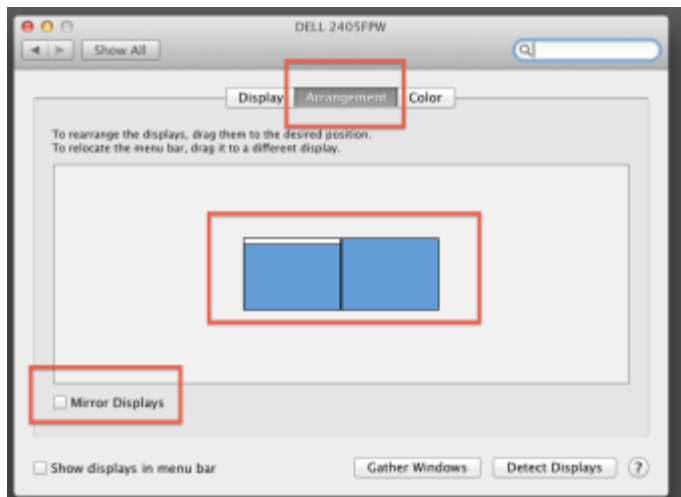 DELL 2405FPW
Show All
Display Arrangement Color
To rearrange the displays, drag them to the desired position.
To relocate the menu bar, drag it to a different display.
Mirror Displays
Show displays in menu bar Gather Windows Detect Displays ?